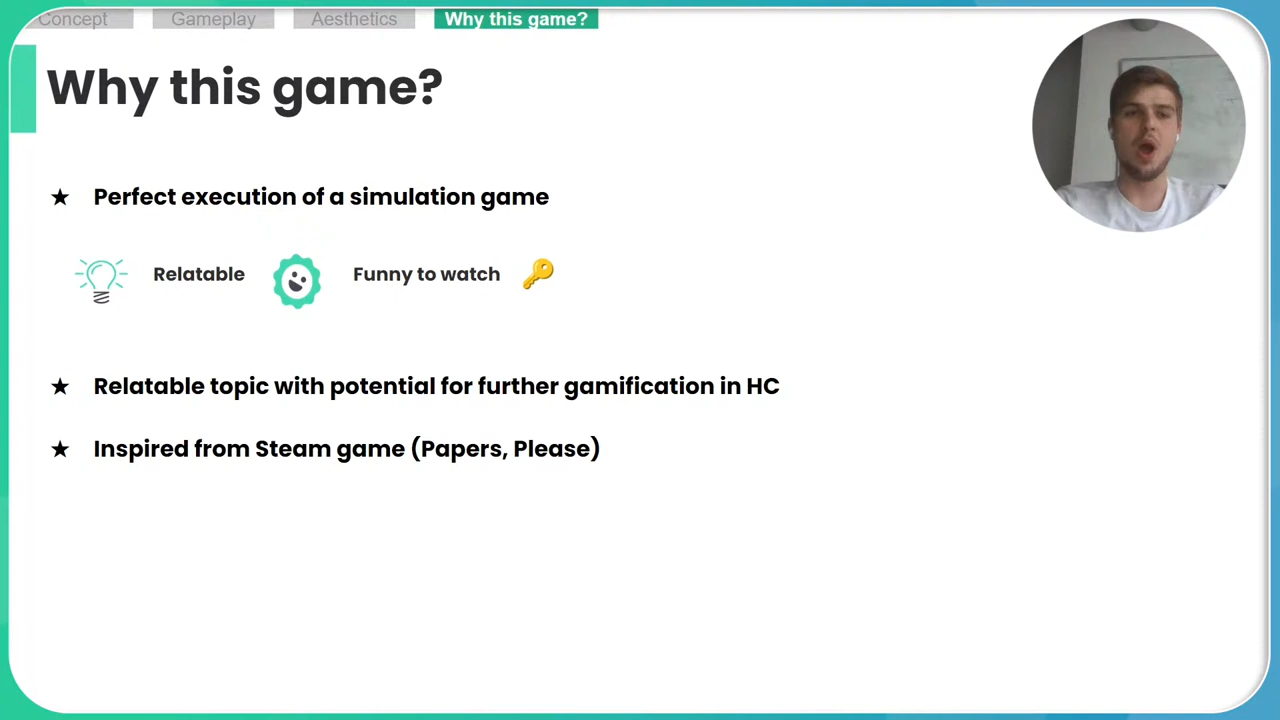 Concept
Gameplay
Aesthetics
Why this game?
Why this game?
★ Perfect execution of a simulation game
Relatable
Funny to watch
★ Relatable topic with potential for further gamification in HC
★ Inspired from Steam game (Papers, Please)